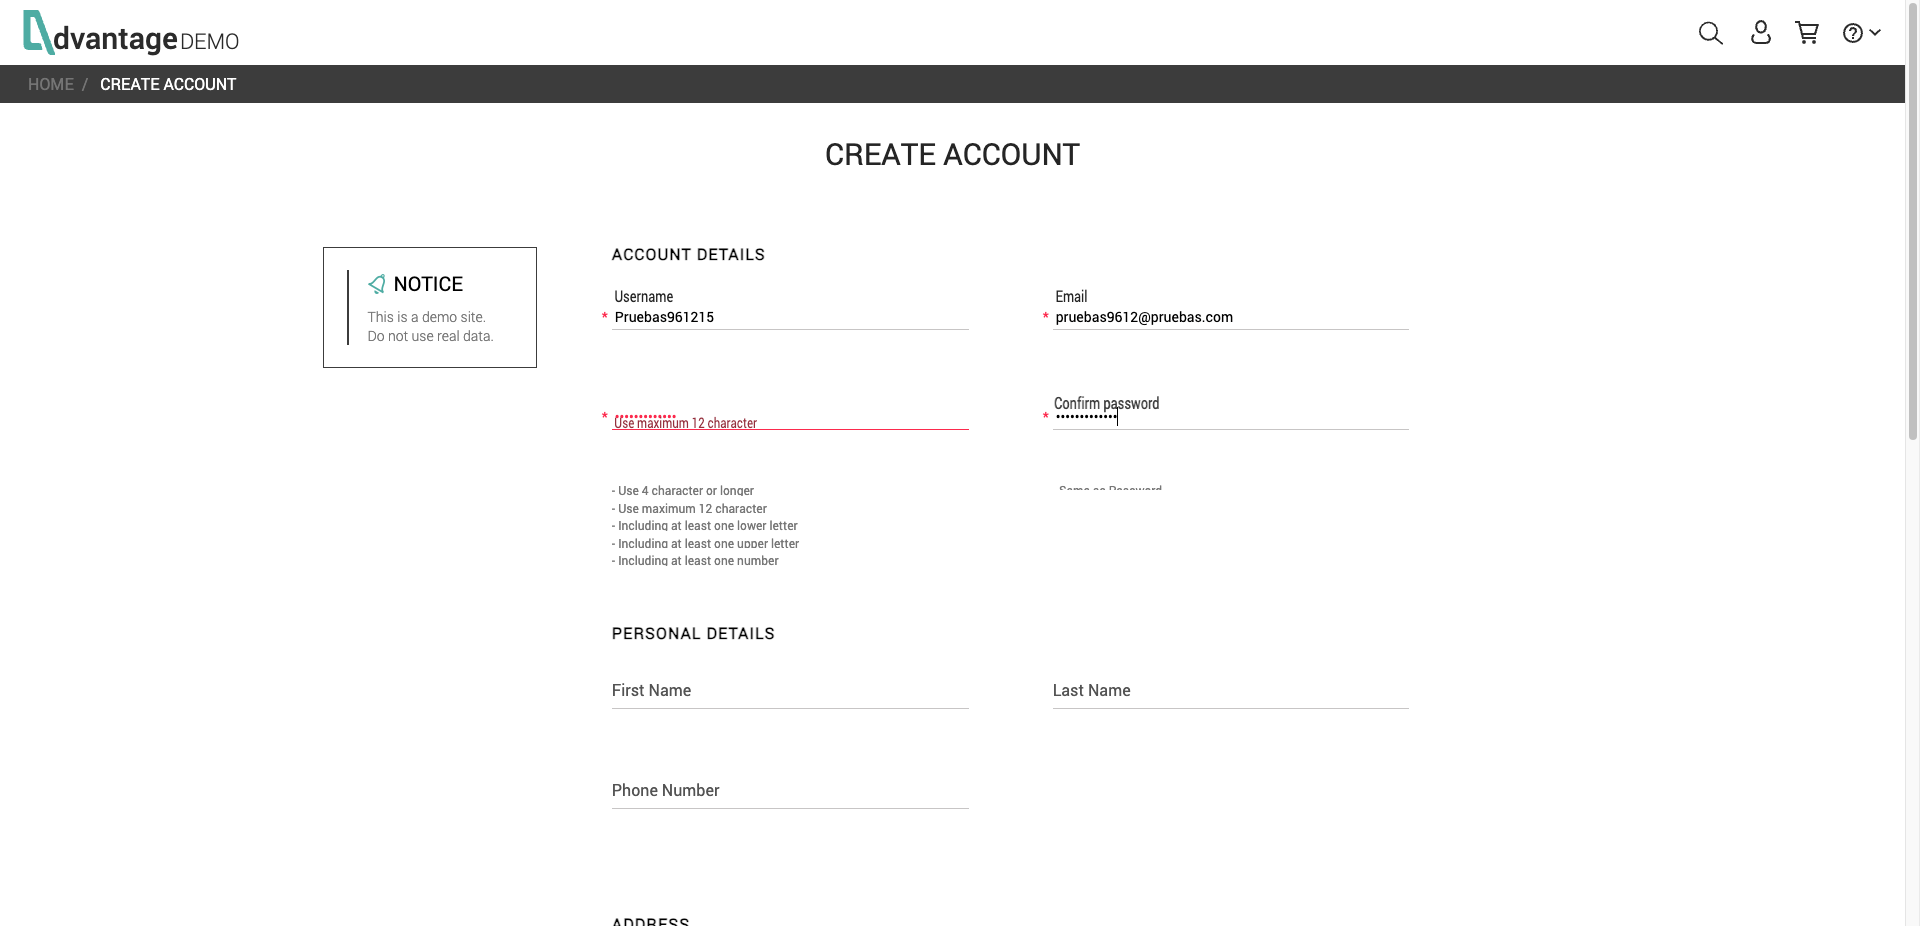 dvantage DEMO
HOME / CREATE ACCOUNT
CREATE ACCOUNT
NOTICE
This is a demo site.
Do not use real data.
ACCOUNT DETAILS
Username
* Pruebas961215
Email
* pruebas9612@pruebas.com
* •••••••••••••
Use maximum 12 character
Confirm password
* •••••••••••••
- Use 4 character or longer
- Use maximum 12 character
- Including at least one lower letter
- Including at least one upper letter
- Including at least one number
Same as Password
PERSONAL DETAILS
First Name
Last Name
Phone Number
ADDRESS